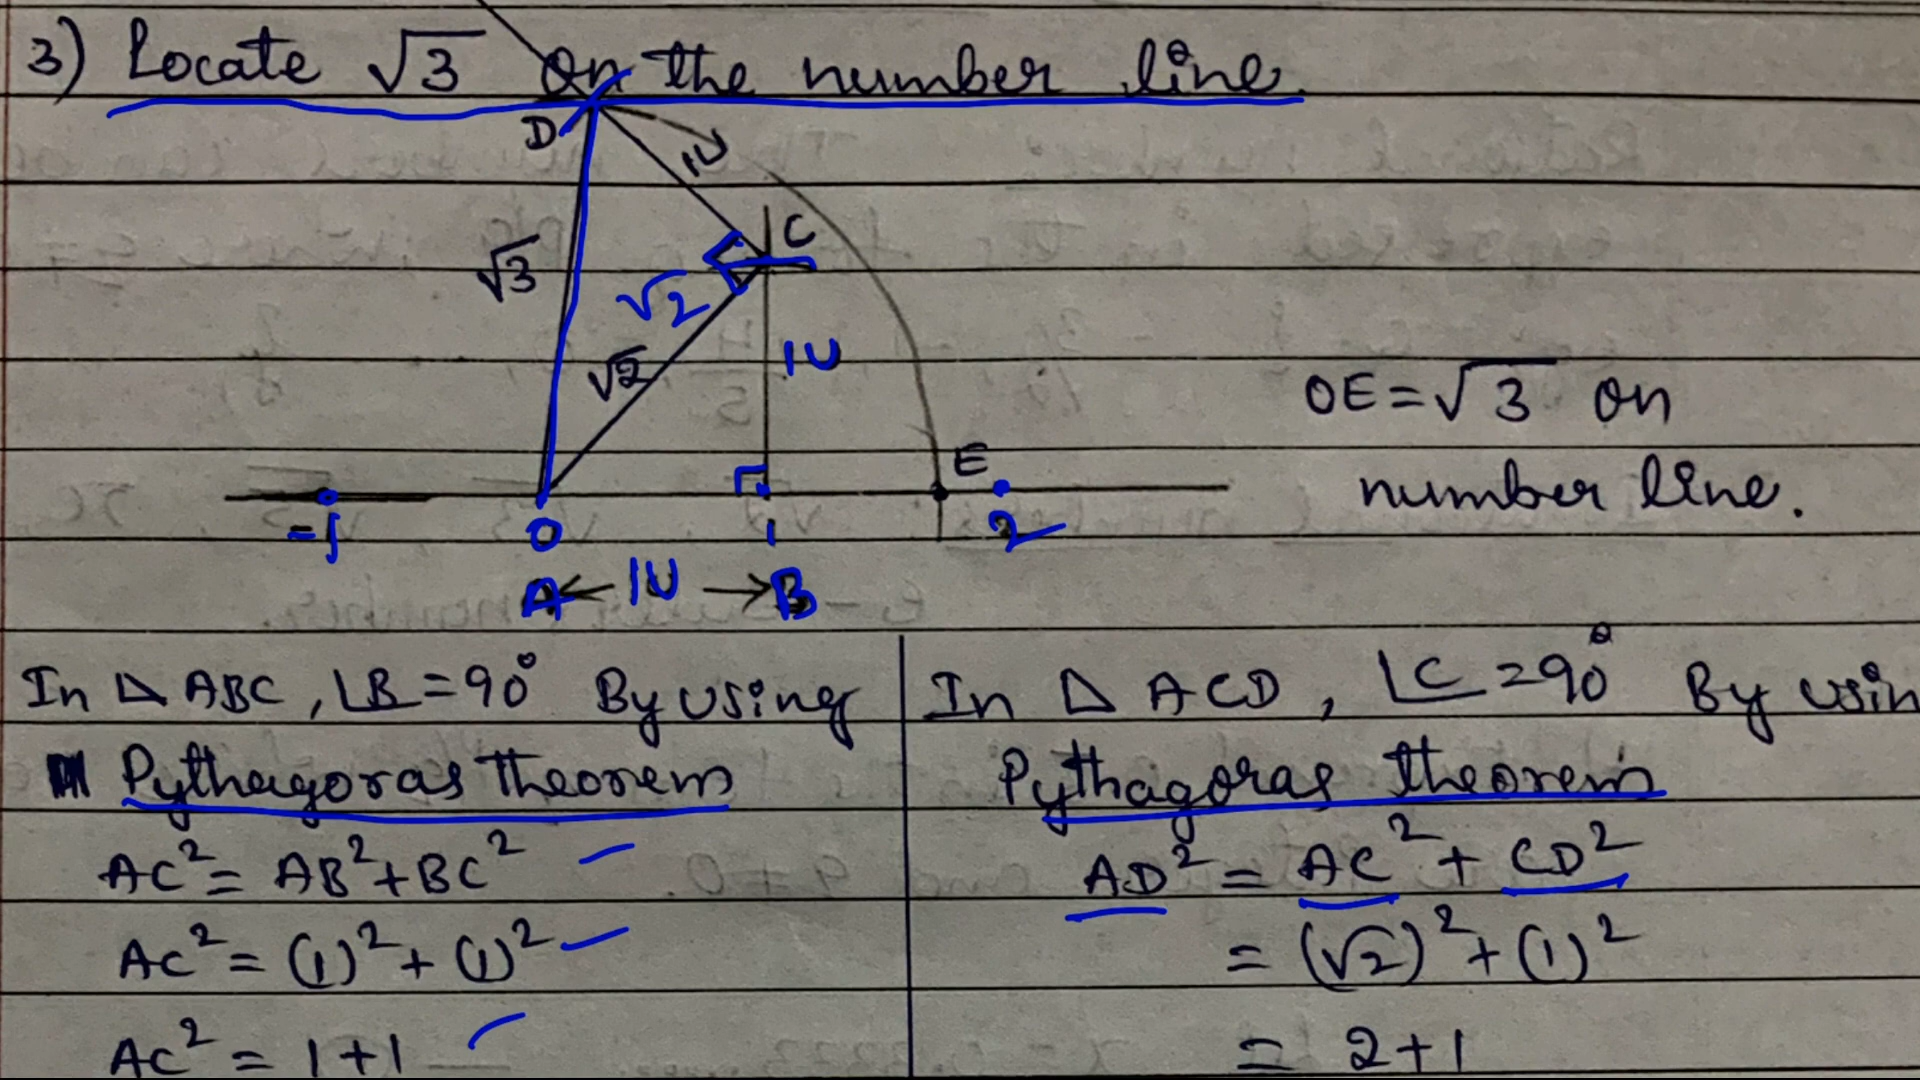 3) Locate √3 on the number line.
D
1U
C
√3
√2
√2
1U
OE = √3 on
E
number line.
-1
0
1
2
A ← 1U → B
In △ ABC, ∠B = 90° By using
Pythagoras theorem
AC² = AB² + BC²
AC² = (1)² + (1)²
AC² = 1 + 1
In △ ACD, ∠C = 90° By usin
Pythagoras theorem
AD² = AC² + CD²
= (√2)² + (1)²
= 2 + 1